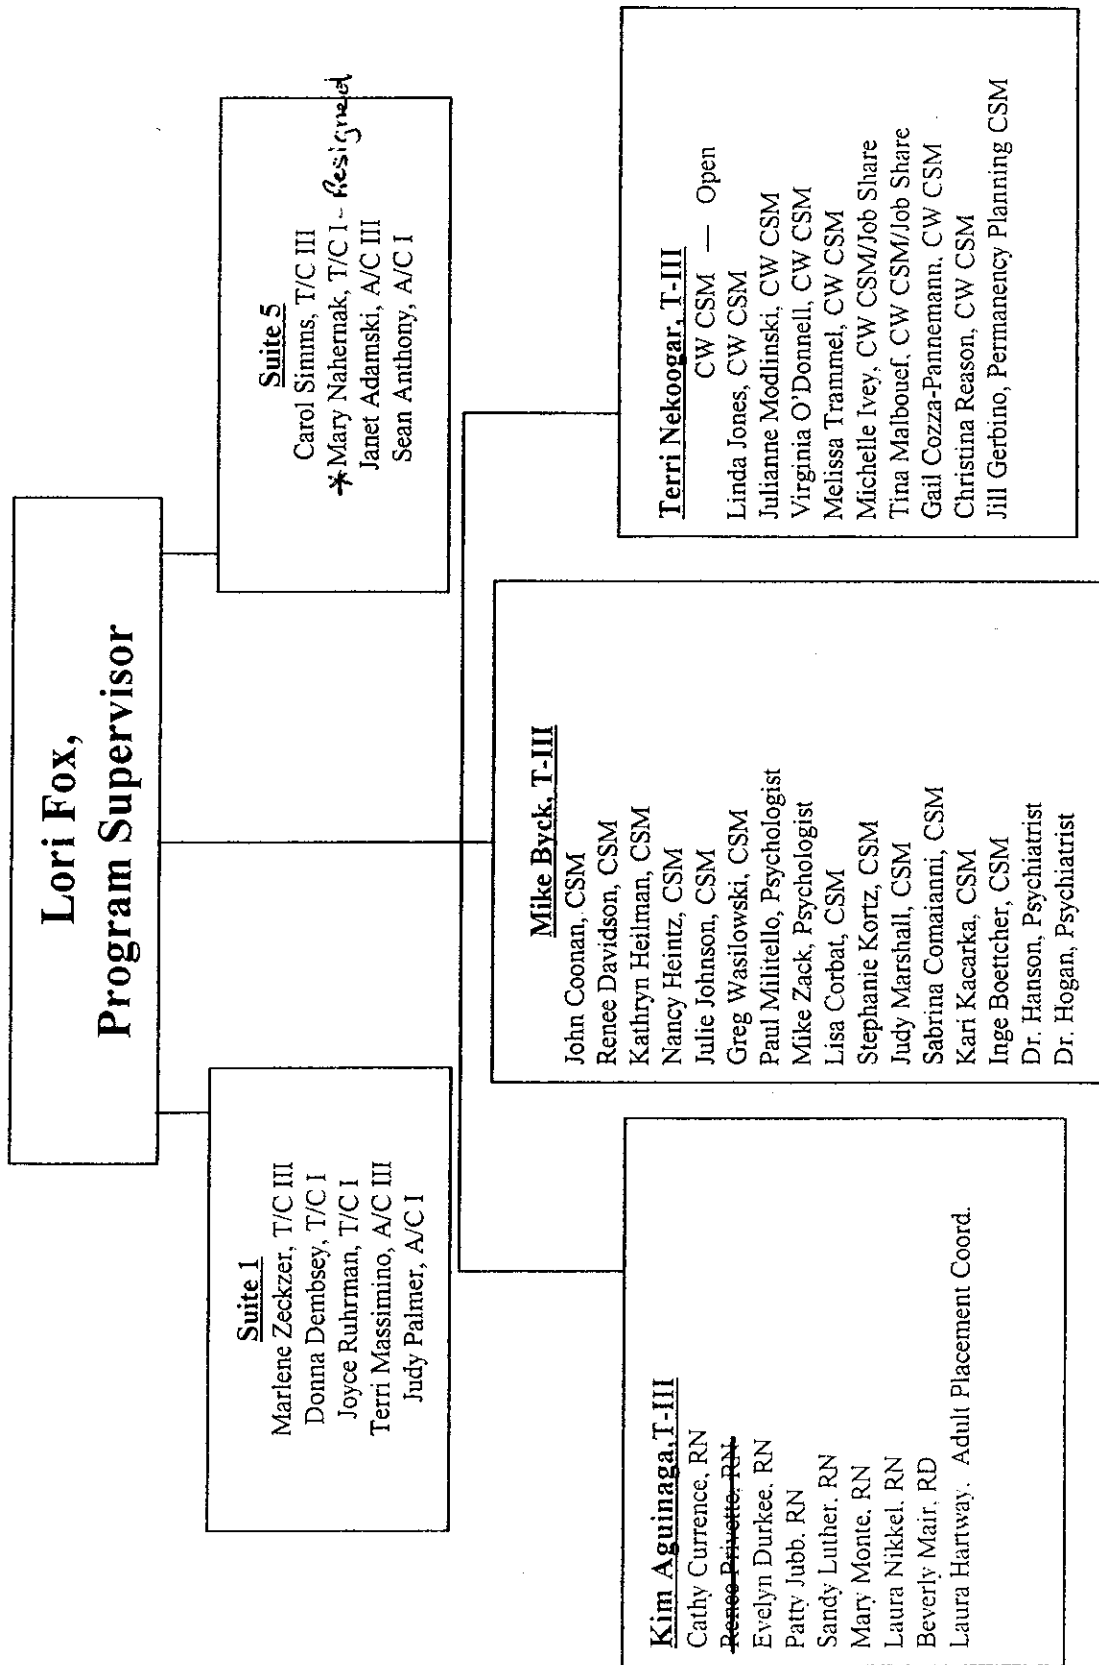 Lori Fox,
Program Supervisor
Suite 1
Marlene Zeckzer, T/C III
Donna Dembsey, T/C I
Joyce Ruhrman, T/C I
Terri Massimino, A/C III
Judy Palmer, A/C I
Suite 5
Carol Simms, T/C III
*Mary Nahernak, T/C I - Resigned
Janet Adamski, A/C III
Sean Anthony, A/C I
Kim Aguinaga, T-III
Cathy Currence, RN
Renee Privette, RN
Evelyn Durkee, RN
Patty Jubb, RN
Sandy Luther, RN
Mary Monte, RN
Laura Nikkel, RN
Beverly Mair, RD
Laura Hartway. Adult Placement Coord.
Mike Byck, T-III
John Coonan, CSM
Renee Davidson, CSM
Kathryn Heilman, CSM
Nancy Heintz, CSM
Julie Johnson, CSM
Greg Wasilowski, CSM
Paul Militello, Psychologist
Mike Zack, Psychologist
Lisa Corbat, CSM
Stephanie Kortz, CSM
Judy Marshall, CSM
Sabrina Comaianni, CSM
Kari Kacarka, CSM
Inge Boettcher, CSM
Dr. Hanson, Psychiatrist
Dr. Hogan, Psychiatrist
Terri Nekoogar, T-III
CW CSM — Open
Linda Jones, CW CSM
Julianne Modlinski, CW CSM
Virginia O'Donnell, CW CSM
Melissa Trammel, CW CSM
Michelle Ivey, CW CSM/Job Share
Tina Malbouef, CW CSM/Job Share
Gail Cozza-Pannemann, CW CSM
Christina Reason, CW CSM
Jill Gerbino, Permanency Planning CSM